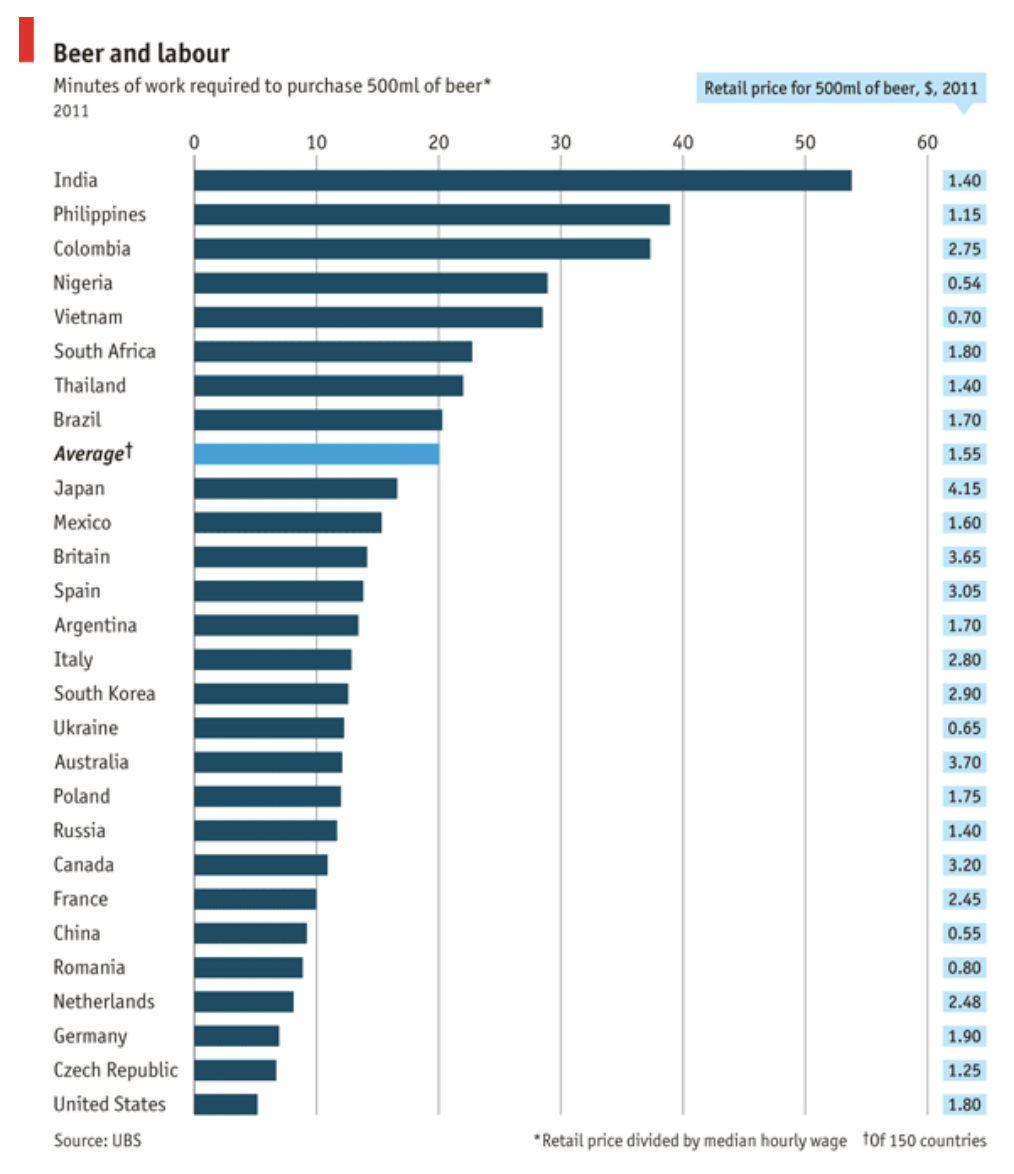 Beer and labour
Minutes of work required to purchase 500ml of beer*
2011
Retail price for 500ml of beer, $, 2011
0 10 20 30 40 50 60
India 1.40
Philippines 1.15
Colombia 2.75
Nigeria 0.54
Vietnam 0.70
South Africa 1.80
Thailand 1.40
Brazil 1.70
Average† 1.55
Japan 4.15
Mexico 1.60
Britain 3.65
Spain 3.05
Argentina 1.70
Italy 2.80
South Korea 2.90
Ukraine 0.65
Australia 3.70
Poland 1.75
Russia 1.40
Canada 3.20
France 2.45
China 0.55
Romania 0.80
Netherlands 2.48
Germany 1.90
Czech Republic 1.25
United States 1.80
Source: UBS *Retail price divided by median hourly wage †Of 150 countries